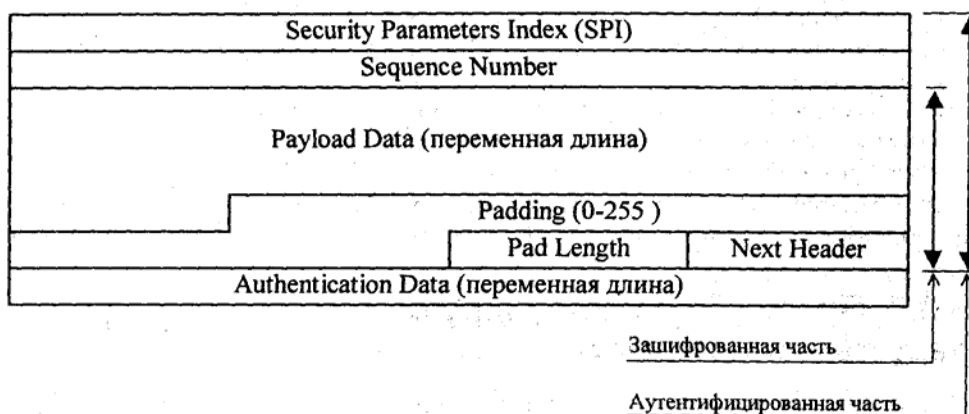 Security Parameters Index (SPI)
Sequence Number
Payload Data (переменная длина)
Padding (0-255 )
Pad Length Next Header
Authentication Data (переменная длина)
Зашифрованная часть
Аутентифицированная часть